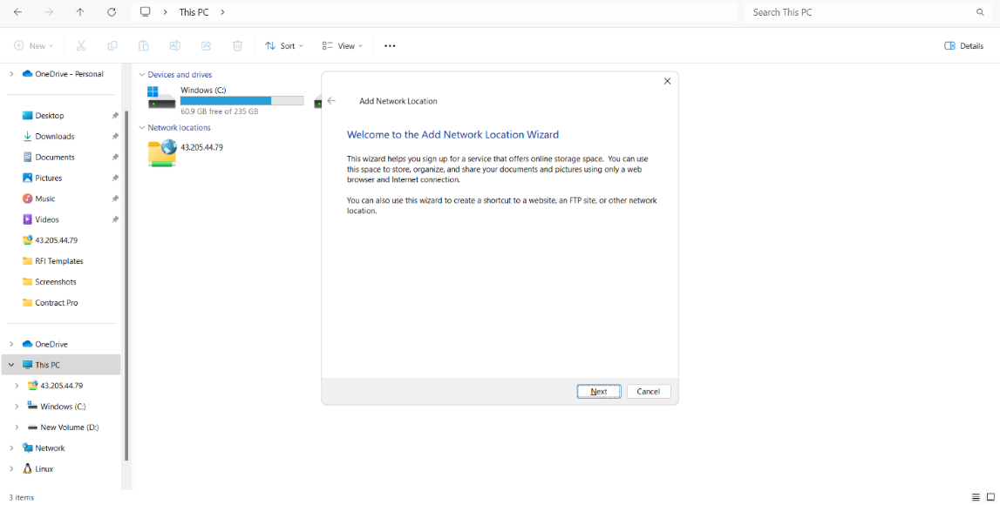 This PC
Search This PC
New
Sort
View
Details
OneDrive - Personal
Desktop
Downloads
Documents
Pictures
Music
Videos
43.205.44.79
RFI Templates
Screenshots
Contract Pro
OneDrive
This PC
43.205.44.79
Windows (C:)
New Volume (D:)
Network
Linux
3 items
Devices and drives
Windows (C:)
60.9 GB free of 235 GB
Network locations
43.205.44.79
Add Network Location
Welcome to the Add Network Location Wizard
This wizard helps you sign up for a service that offers online storage space. You can use
this space to store, organize, and share your documents and pictures using only a web
browser and Internet connection.
You can also use this wizard to create a shortcut to a website, an FTP site, or other network
location.
Next
Cancel